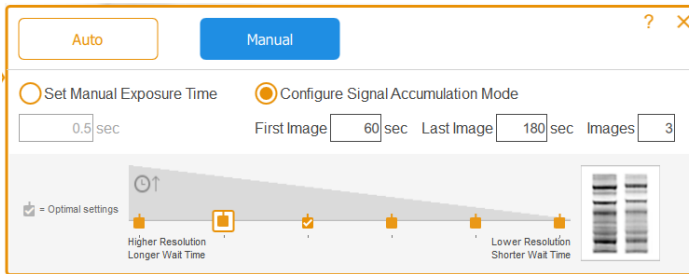 ? ✕
Auto Manual
Set Manual Exposure Time Configure Signal Accumulation Mode
0.5 sec First Image 60 sec Last Image 180 sec Images 3
= Optimal settings
Higher Resolution Lower Resolution
Longer Wait Time Shorter Wait Time